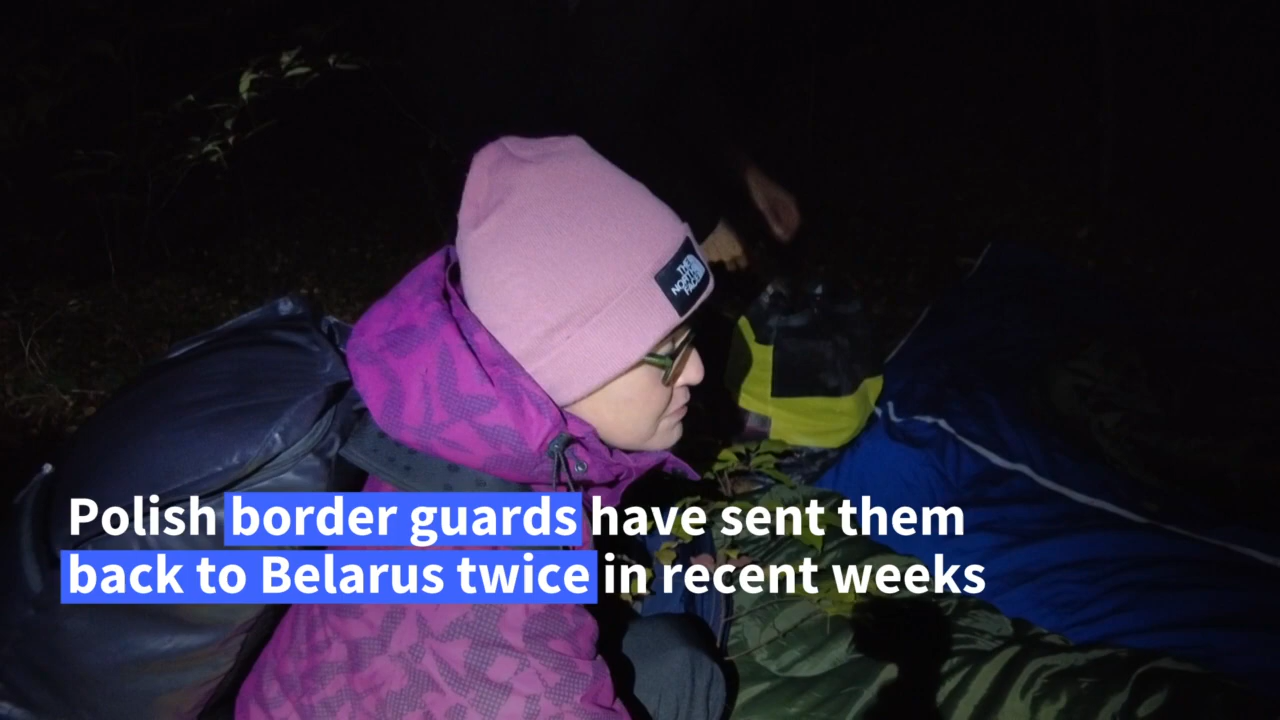 THE
NORTH
FACE
Polish border guards have sent them
back to Belarus twice in recent weeks